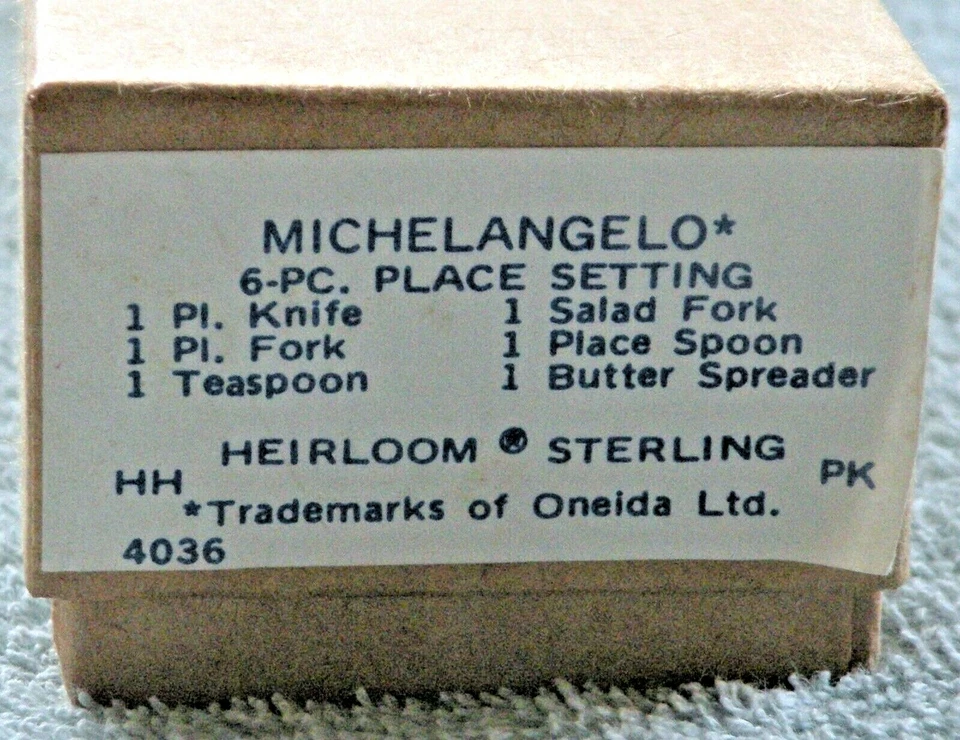 MICHELANGELO*
6-PC. PLACE SETTING
1 Pl. Knife 1 Salad Fork
1 Pl. Fork 1 Place Spoon
1 Teaspoon 1 Butter Spreader
HEIRLOOM ® STERLING
HH PK
*Trademarks of Oneida Ltd.
4036